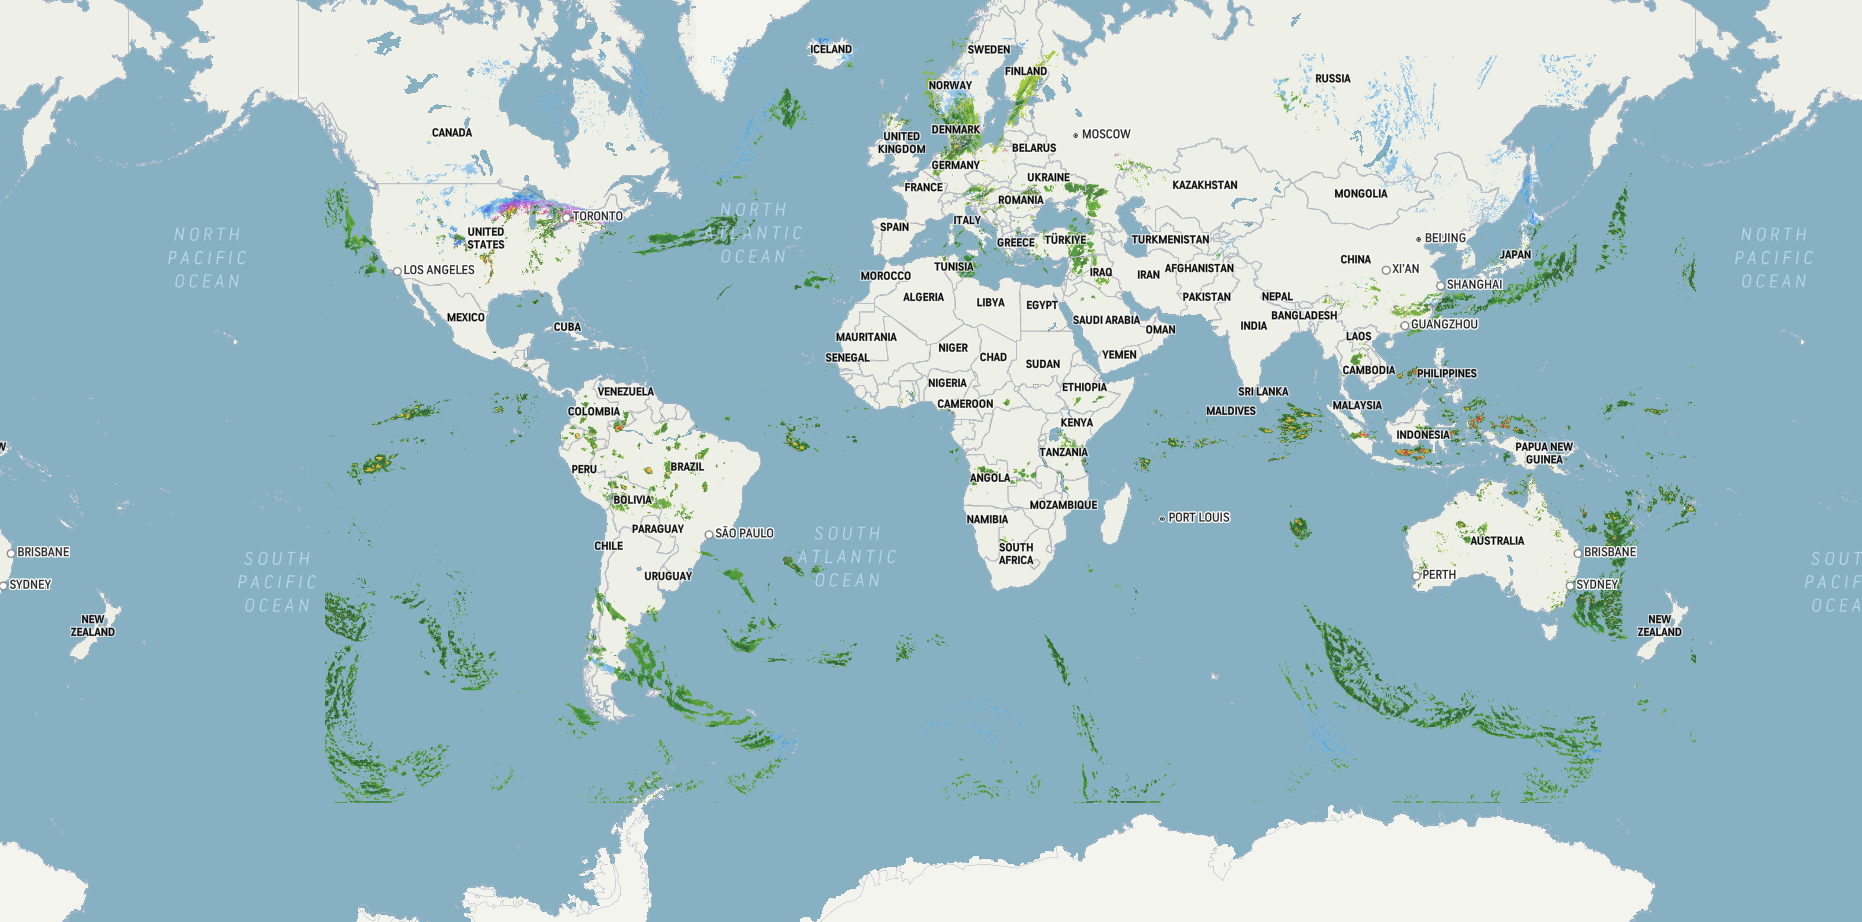 ICELAND
SWEDEN
FINLAND
RUSSIA
NORWAY
CANADA
DENMARK
UNITED
KINGDOM
MOSCOW
BELARUS
GERMANY
UKRAINE
FRANCE
KAZAKHSTAN
MONGOLIA
ROMANIA
TORONTO
NORTH
ATLANTIC
OCEAN
ITALY
SPAIN
UNITED
STATES
NORTH
PACIFIC
OCEAN
GREECE
TÜRKIYE
TURKMENISTAN
BEIJING
NORTH
PACIFIC
OCEAN
JAPAN
CHINA
XI'AN
LOS ANGELES
MOROCCO
TUNISIA
IRAQ
IRAN
AFGHANISTAN
SHANGHAI
ALGERIA
LIBYA
EGYPT
PAKISTAN
NEPAL
MEXICO
SAUDI ARABIA
OMAN
INDIA
BANGLADESH
GUANGZHOU
CUBA
MAURITANIA
LAOS
SENEGAL
NIGER
CHAD
SUDAN
YEMEN
CAMBODIA
PHILIPPINES
VENEZUELA
NIGERIA
ETHIOPIA
SRI LANKA
COLOMBIA
CAMEROON
MALDIVES
MALAYSIA
KENYA
INDONESIA
W
PERU
BRAZIL
TANZANIA
PAPUA NEW
GUINEA
ANGOLA
BOLIVIA
MOZAMBIQUE
NAMIBIA
PORT LOUIS
PARAGUAY
SÃO PAULO
SOUTH
ATLANTIC
OCEAN
CHILE
AUSTRALIA
BRISBANE
BRISBANE
SOUTH
PACIFIC
OCEAN
SOUTH
AFRICA
SOUT
PACIF
OCEA
URUGUAY
PERTH
SYDNEY
SYDNEY
NEW
ZEALAND
NEW
ZEALAND